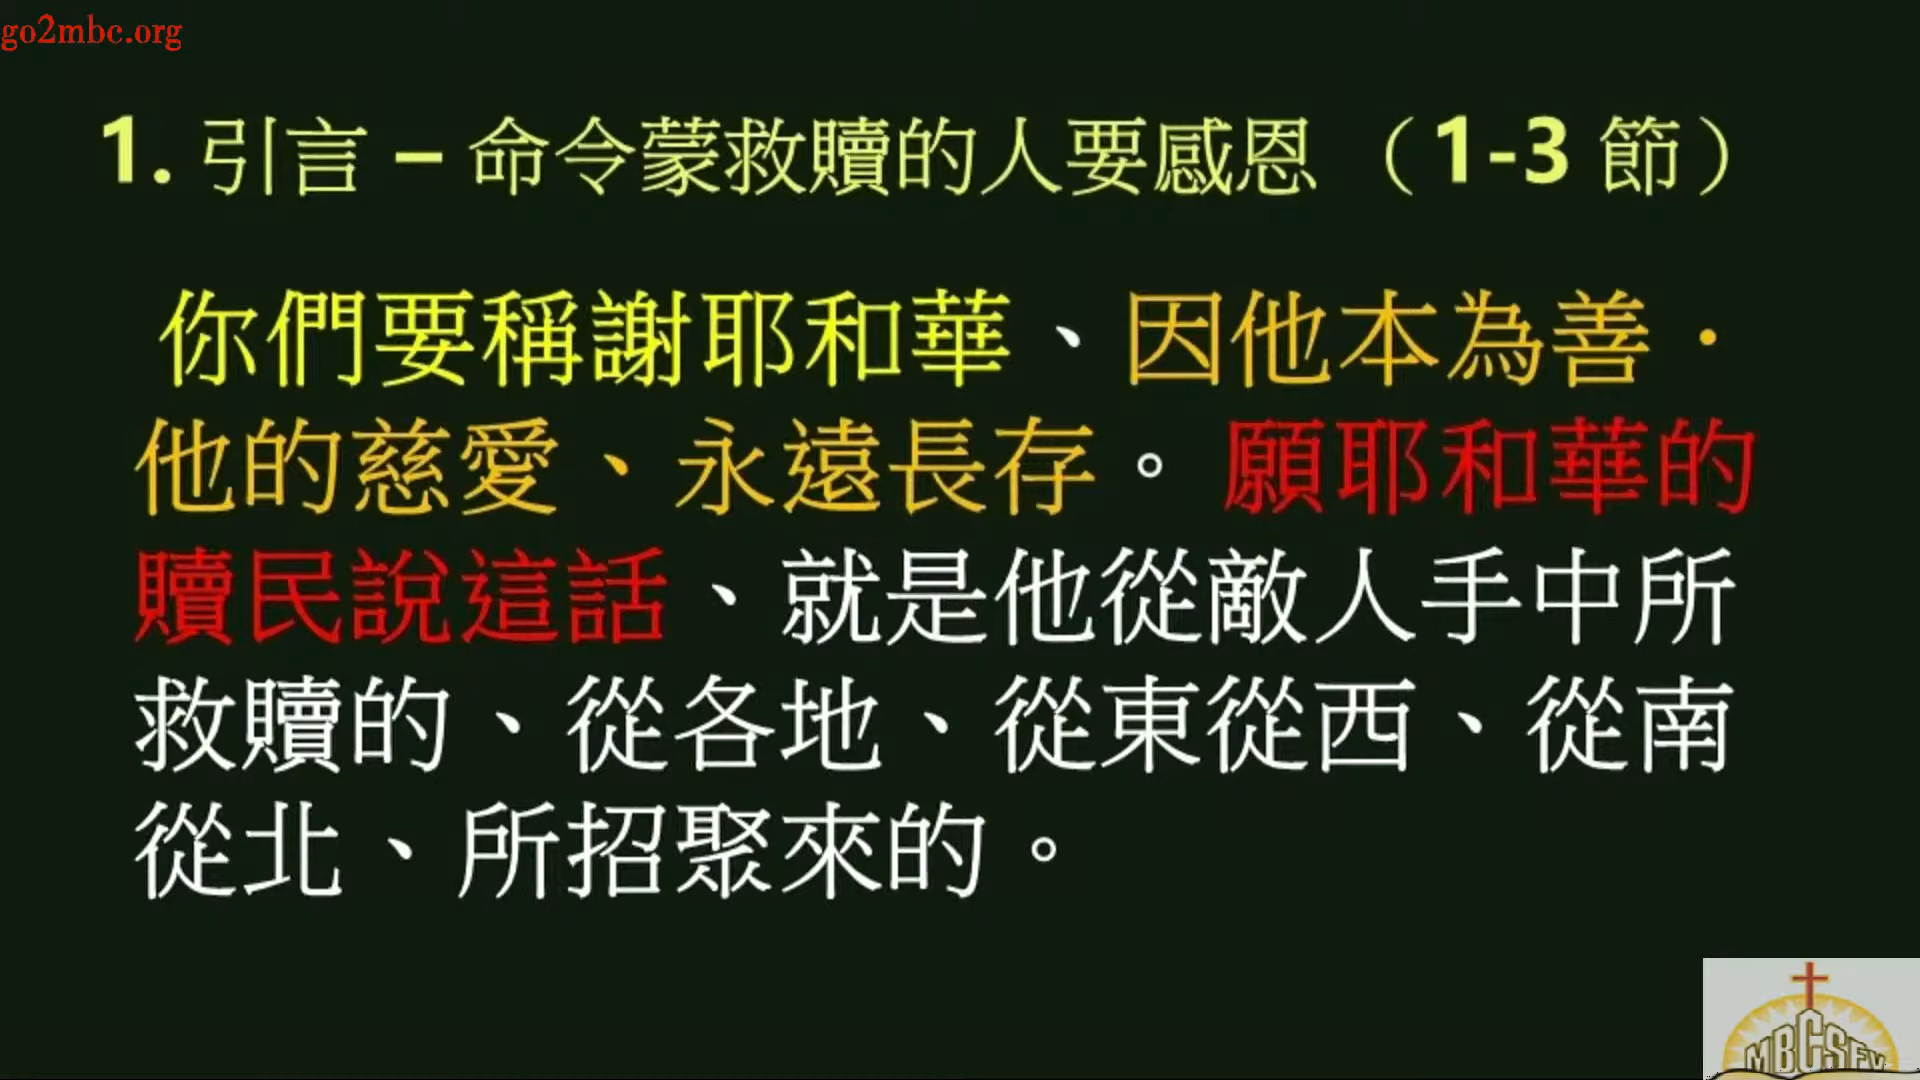 go2mbc.org
1. 引言 – 命令蒙救贖的人要感恩（1-3 節）
你們要稱謝耶和華、因他本為善．
他的慈愛、永遠長存。願耶和華的
贖民說這話、就是他從敵人手中所
救贖的、從各地、從東從西、從南
從北、所招聚來的。
MBCSFV